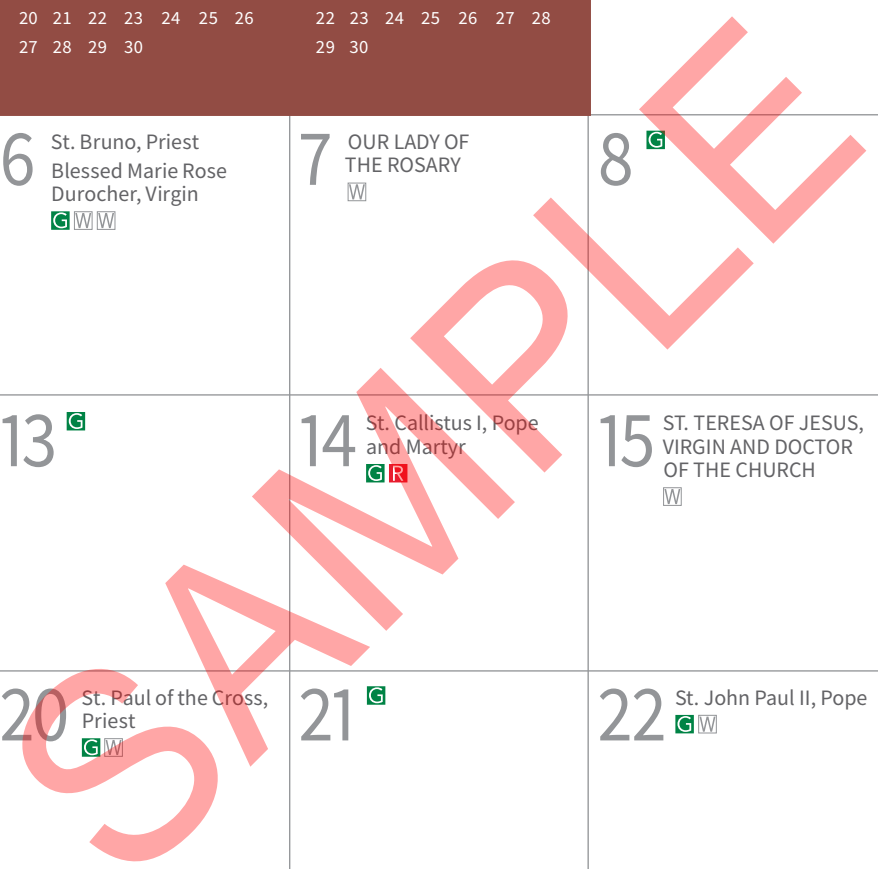 20 21 22 23 24 25 26
27 28 29 30
22 23 24 25 26 27 28
29 30
6 St. Bruno, Priest
Blessed Marie Rose
Durocher, Virgin
G W W
7 OUR LADY OF
THE ROSARY
W
8 G
13 G
14 St. Callistus I, Pope
and Martyr
G R
15 ST. TERESA OF JESUS,
VIRGIN AND DOCTOR
OF THE CHURCH
W
20 St. Paul of the Cross,
Priest
G W
21 G
22 St. John Paul II, Pope
G W
SAMPLE